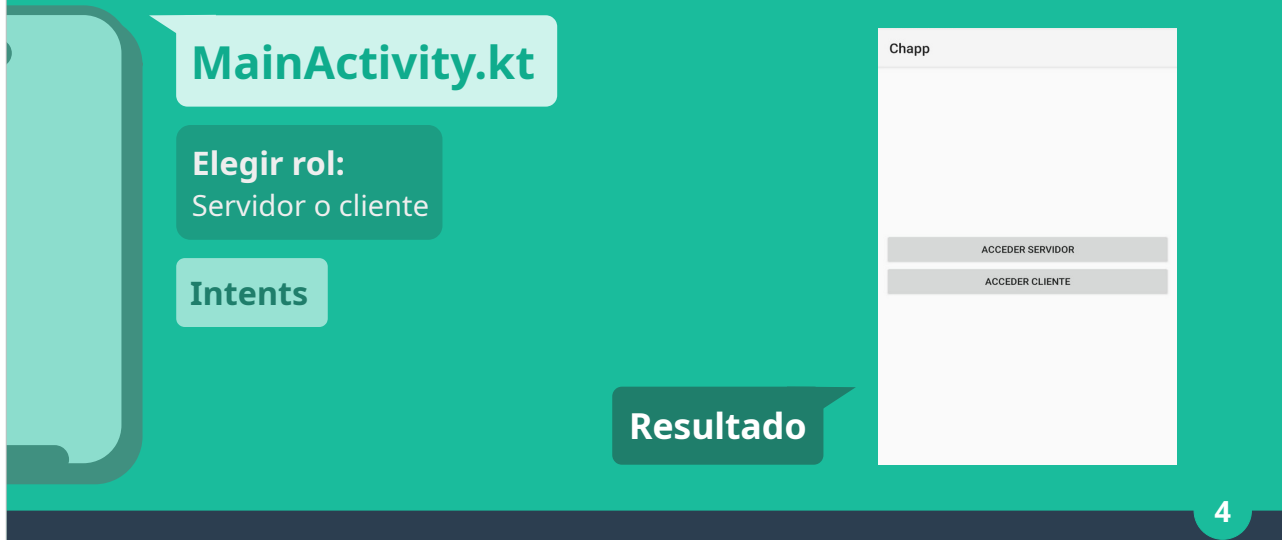 MainActivity.kt
Elegir rol:
Servidor o cliente
Intents
Resultado
Chapp
ACCEDER SERVIDOR
ACCEDER CLIENTE
4